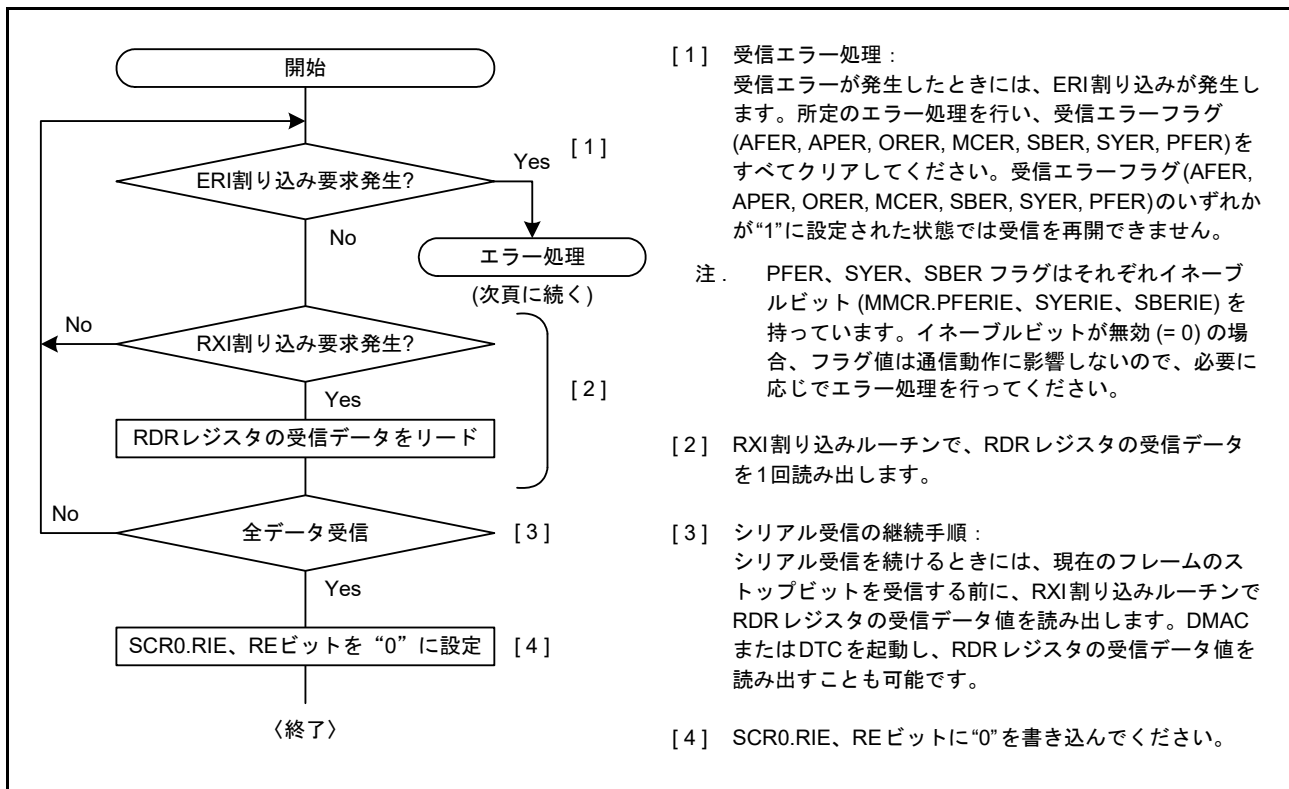 開始
ERI割り込み要求発生?
Yes
[ 1 ]
No
エラー処理
(次頁に続く)
RXI割り込み要求発生?
No
Yes
[ 2 ]
RDRレジスタの受信データをリード
全データ受信
No
[ 3 ]
Yes
SCR0.RIE、REビットを “0” に設定
[ 4 ]
〈終了〉
[ 1 ] 受信エラー処理 :
受信エラーが発生したときには、ERI割り込みが発生し
ます。所定のエラー処理を行い、受信エラーフラグ
(AFER, APER, ORER, MCER, SBER, SYER, PFER)を
すべてクリアしてください。受信エラーフラグ(AFER,
APER, ORER, MCER, SBER, SYER, PFER)のいずれか
が“1”に設定された状態では受信を再開できません。
注 . PFER、SYER、SBER フラグはそれぞれイネーブ
ルビット (MMCR.PFERIE、SYERIE、SBERIE) を
持っています。イネーブルビットが無効 (= 0) の場
合、フラグ値は通信動作に影響しないので、必要に
応じでエラー処理を行ってください。
[ 2 ] RXI割り込みルーチンで、RDRレジスタの受信データ
を1回読み出します。
[ 3 ] シリアル受信の継続手順 :
シリアル受信を続けるときには、現在のフレームのス
トップビットを受信する前に、RXI割り込みルーチンで
RDRレジスタの受信データ値を読み出します。DMAC
またはDTCを起動し、RDRレジスタの受信データ値を
読み出すことも可能です。
[ 4 ] SCR0.RIE、REビットに“0”を書き込んでください。